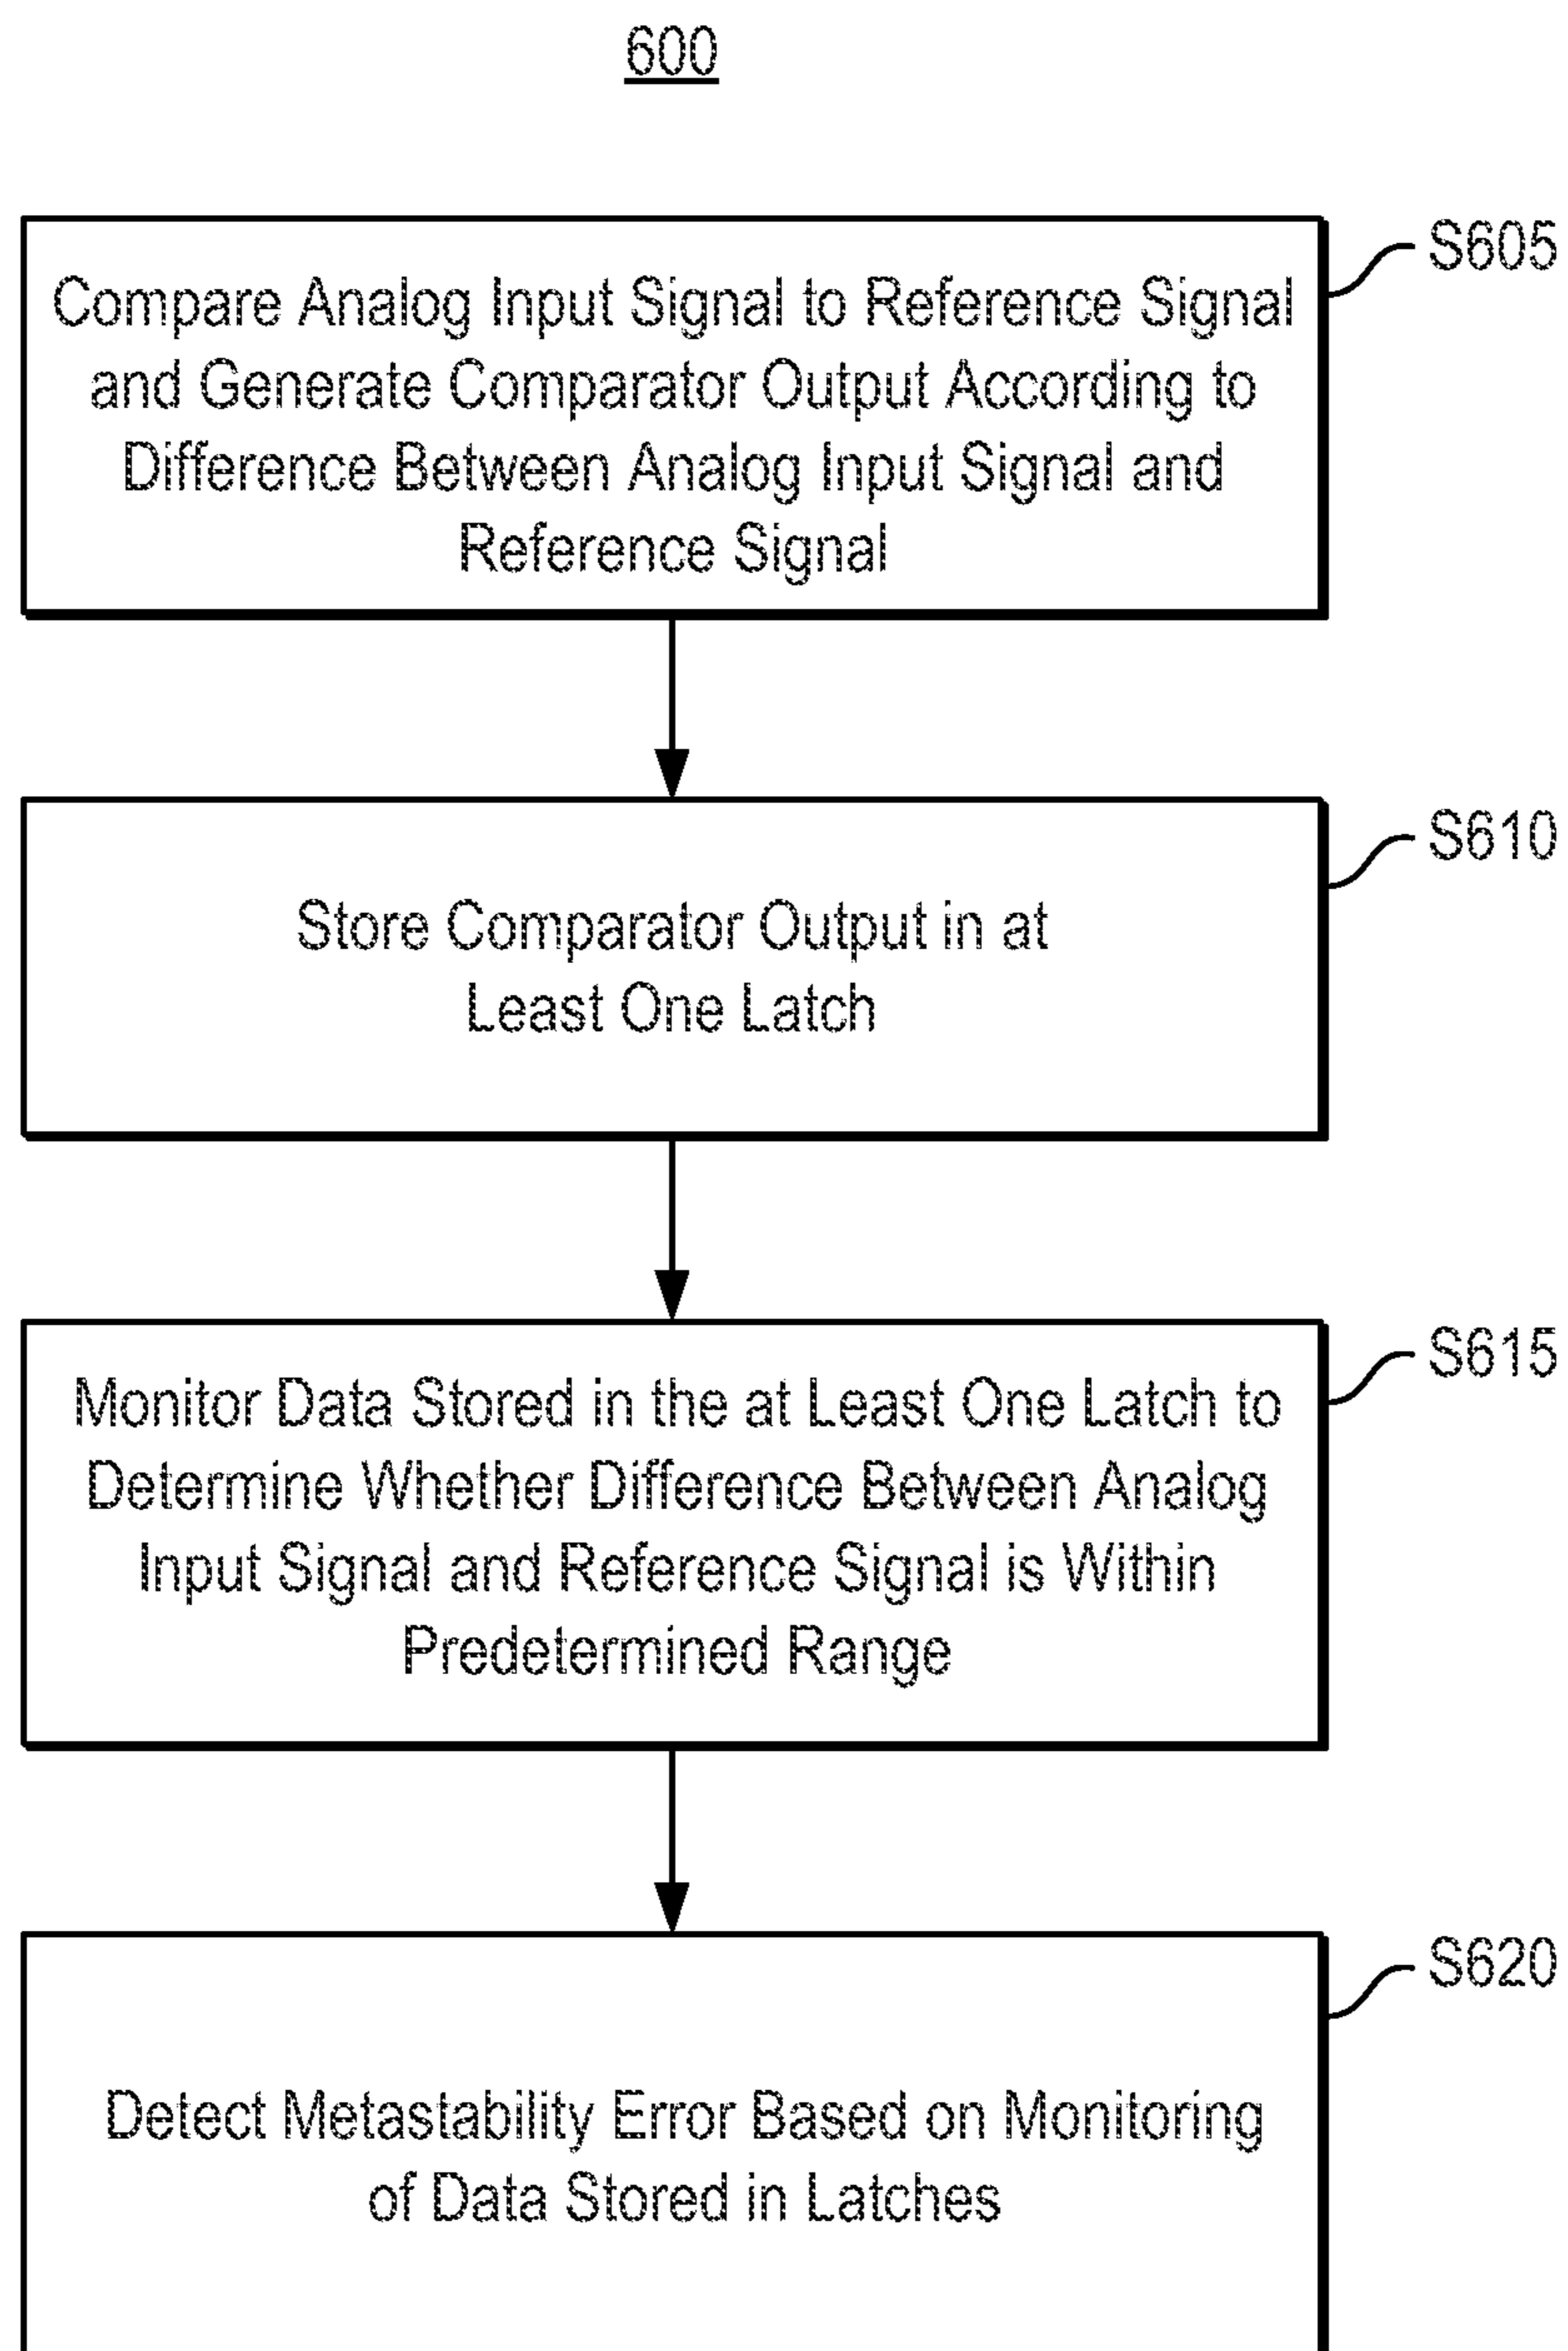 600
S605
Compare Analog Input Signal to Reference Signal
and Generate Comparator Output According to
Difference Between Analog Input Signal and
Reference Signal
S610
Store Comparator Output in at
Least One Latch
S615
Monitor Data Stored in the at Least One Latch to
Determine Whether Difference Between Analog
Input Signal and Reference Signal is Within
Predetermined Range
S620
Detect Metastability Error Based on Monitoring
of Data Stored in Latches